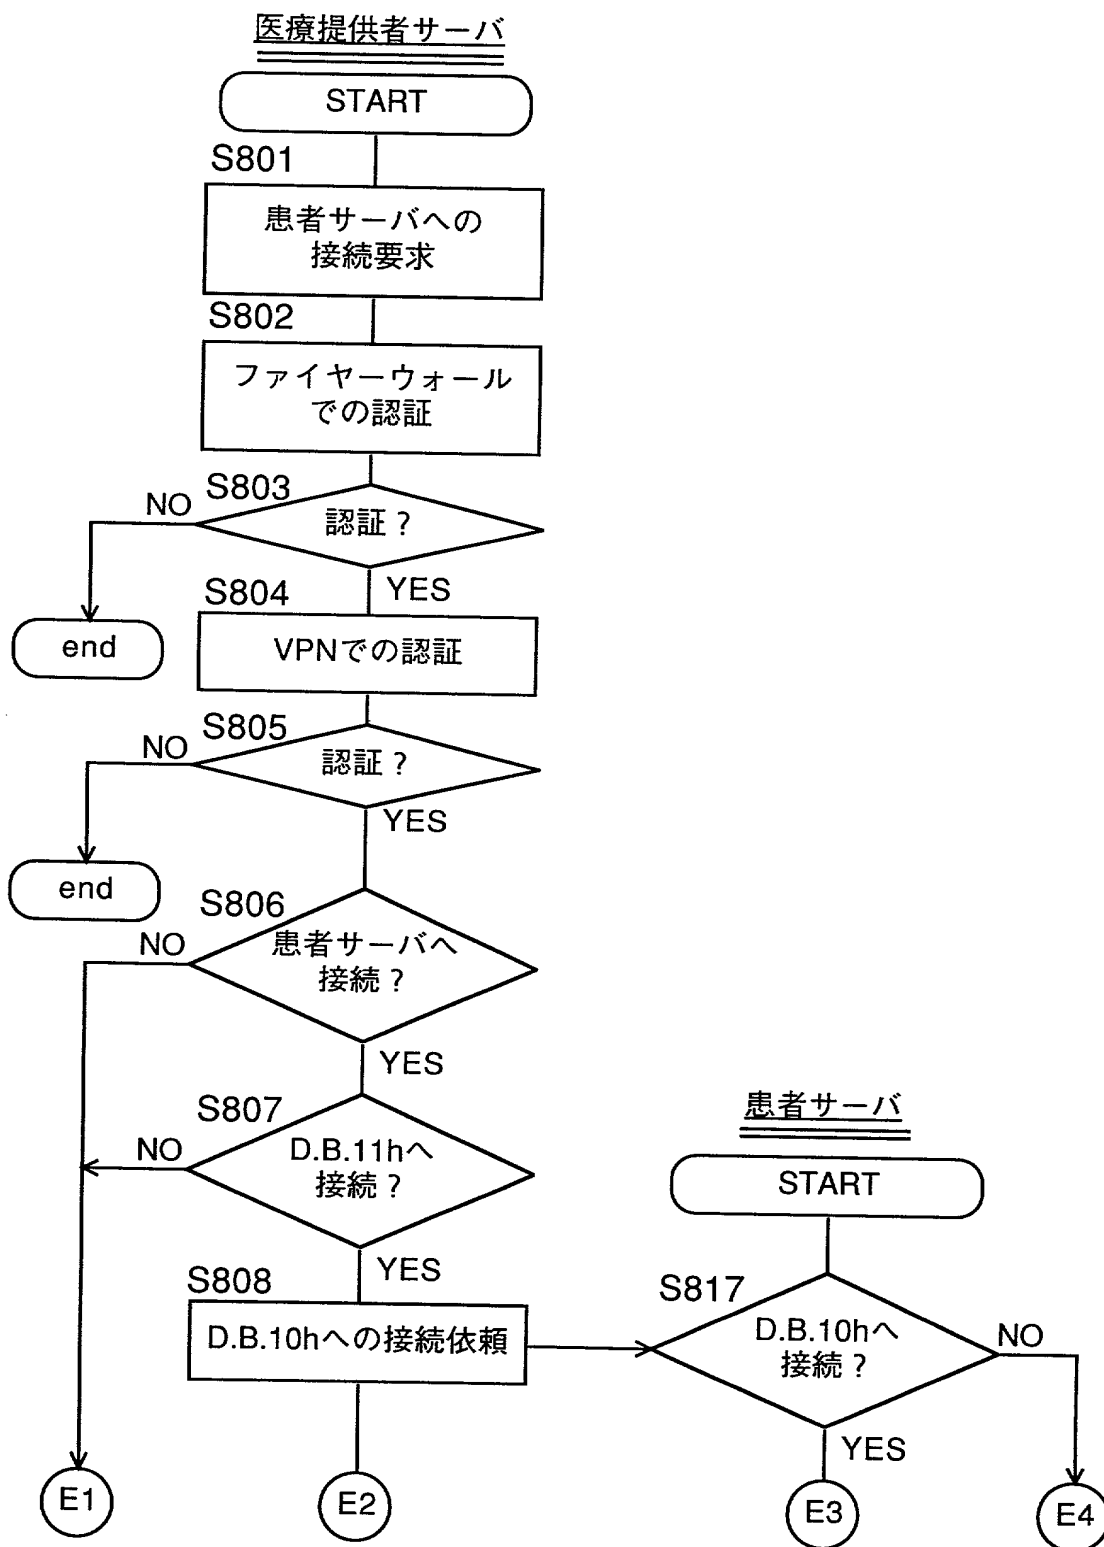 医療提供者サーバ
START
S801
患者サーバへの
接続要求
S802
ファイヤーウォール
での認証
S803
NO
認証？
YES
end
S804
VPNでの認証
S805
NO
認証？
YES
end
S806
NO
患者サーバへ
接続？
YES
S807
NO
D.B.11hへ
接続？
YES
S808
D.B.10hへの接続依頼
E1
E2
患者サーバ
START
S817
D.B.10hへ
接続？
NO
YES
E3
E4